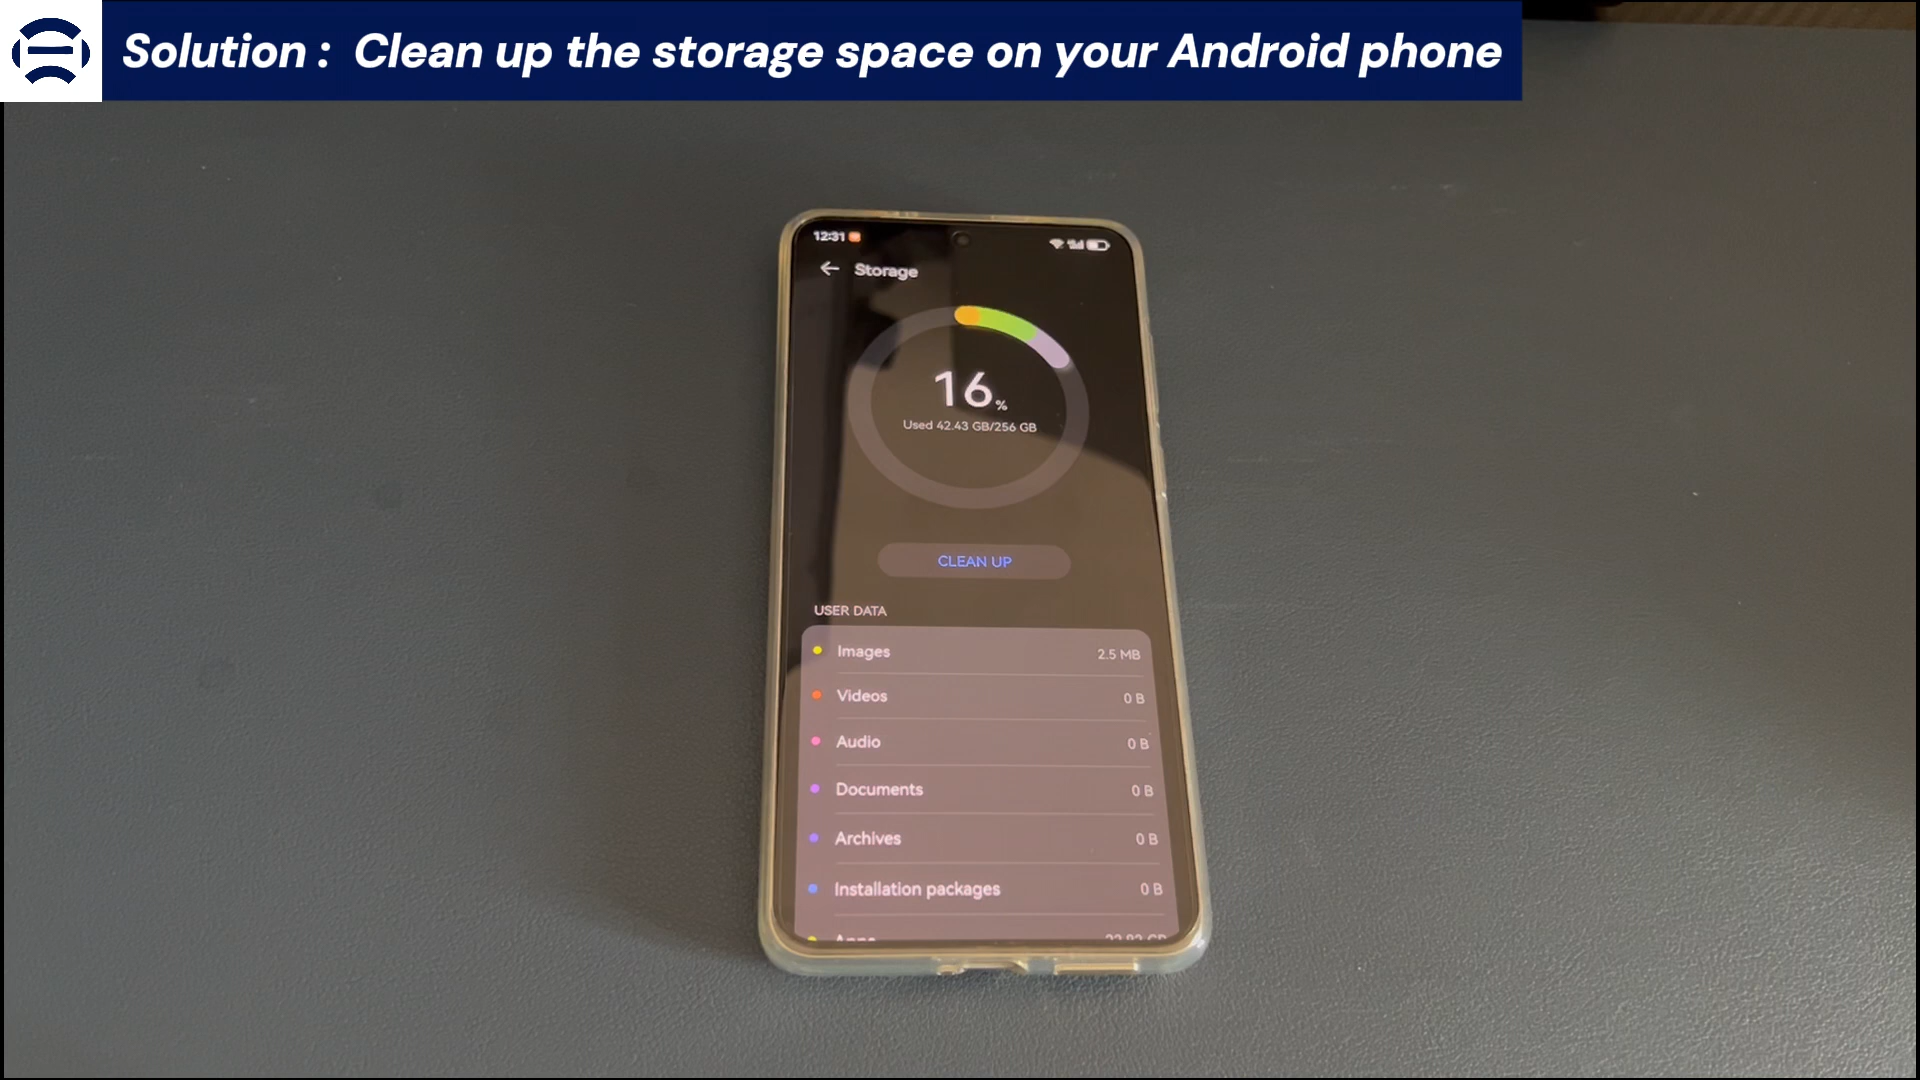 Solution : Clean up the storage space on your Android phone
12:31
Storage
16%
Used 42.43 GB/256 GB
CLEAN UP
USER DATA
Images 2.5 MB
Videos 0 B
Audio 0 B
Documents 0 B
Archives 0 B
Installation packages 0 B
Apps